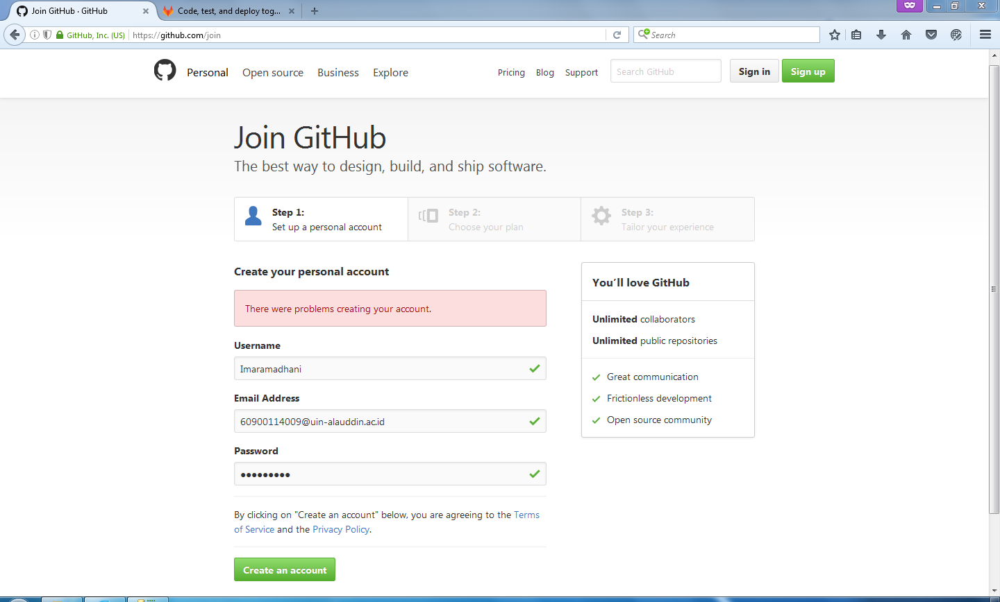 Join GitHub · GitHub
Code, test, and deploy tog...
GitHub, Inc. (US)
https://github.com/join
Search
Personal
Open source
Business
Explore
Pricing
Blog
Support
Search GitHub
Sign in
Sign up
Join GitHub
The best way to design, build, and ship software.
Step 1:
Set up a personal account
Step 2:
Choose your plan
Step 3:
Tailor your experience
Create your personal account
There were problems creating your account.
Username
Imaramadhani
Email Address
60900114009@uin-alauddin.ac.id
Password
By clicking on "Create an account" below, you are agreeing to the Terms
of Service and the Privacy Policy.
Create an account
You'll love GitHub
Unlimited collaborators
Unlimited public repositories
Great communication
Frictionless development
Open source community